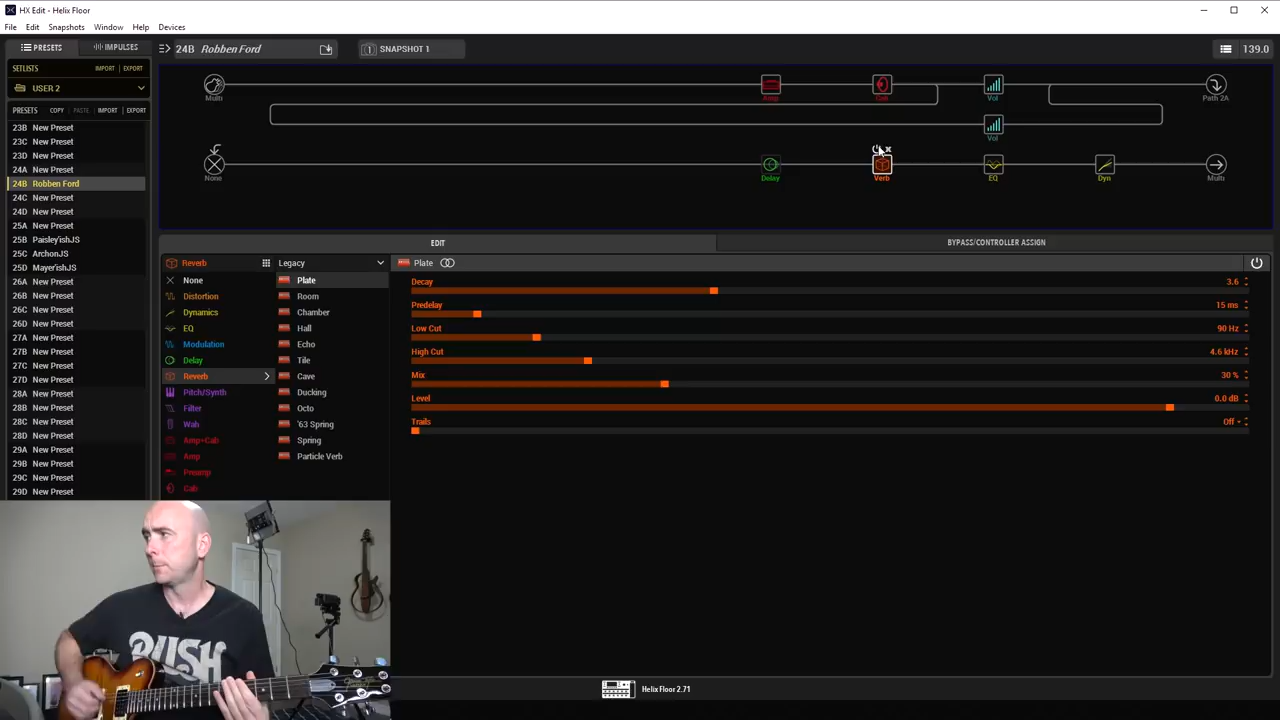 HX Edit - Helix Floor
File Edit Snapshots Window Help Devices
PRESETS IMPULSES
24B Robben Ford
1 SNAPSHOT 1
139.0
SETLISTS IMPORT EXPORT
USER 2
PRESETS COPY PASTE IMPORT EXPORT
23B New Preset
23C New Preset
23D New Preset
24A New Preset
24B Robben Ford
24C New Preset
24D New Preset
25A New Preset
25B Paisley'ishJS
25C ArchonJS
25D Mayer'ishJS
26A New Preset
26B New Preset
26C New Preset
26D New Preset
27A New Preset
27B New Preset
27C New Preset
27D New Preset
28A New Preset
28B New Preset
28C New Preset
28D New Preset
29A New Preset
29B New Preset
29C New Preset
29D New Preset
Multi Amp Cab Vol Path 2A
Vol
None Delay Verb EQ Dyn Multi
EDIT
BYPASS/CONTROLLER ASSIGN
Reverb
None
Distortion
Dynamics
EQ
Modulation
Delay
Reverb
Pitch/Synth
Filter
Wah
Amp+Cab
Amp
Preamp
Cab
Legacy
Plate
Room
Chamber
Hall
Echo
Tile
Cave
Ducking
Octo
'63 Spring
Spring
Particle Verb
Plate
Decay 3.6
Predelay 15 ms
Low Cut 90 Hz
High Cut 4.6 kHz
Mix 30 %
Level 0.0 dB
Trails Off
RUSH
Helix Floor 2.71